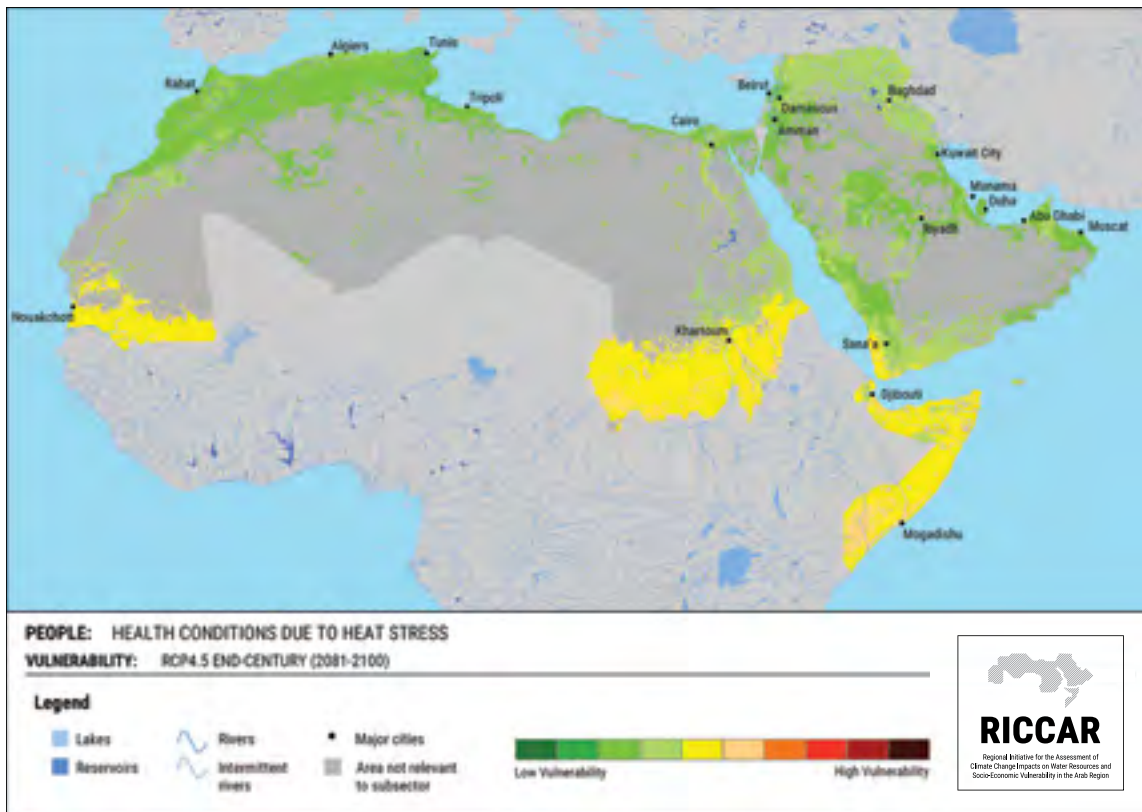 Algiers
Tunis
Rabat
Tripoli
Beirut
Damascus
Baghdad
Cairo
Amman
Kuwait City
Manama
Doha
Abu Dhabi
Riyadh
Muscat
Nouakchott
Khartoum
Sana'a
Djibouti
Mogadishu
PEOPLE: HEALTH CONDITIONS DUE TO HEAT STRESS
VULNERABILITY: RCP4.5 END-CENTURY (2081-2100)
Legend
Lakes
Rivers
Major cities
Reservoirs
Intermittent
rivers
Area not relevant
to subsector
Low Vulnerability
High Vulnerability
RICCAR
Regional Initiative for the Assessment of
Climate Change Impacts on Water Resources and
Socio-Economic Vulnerability in the Arab Region